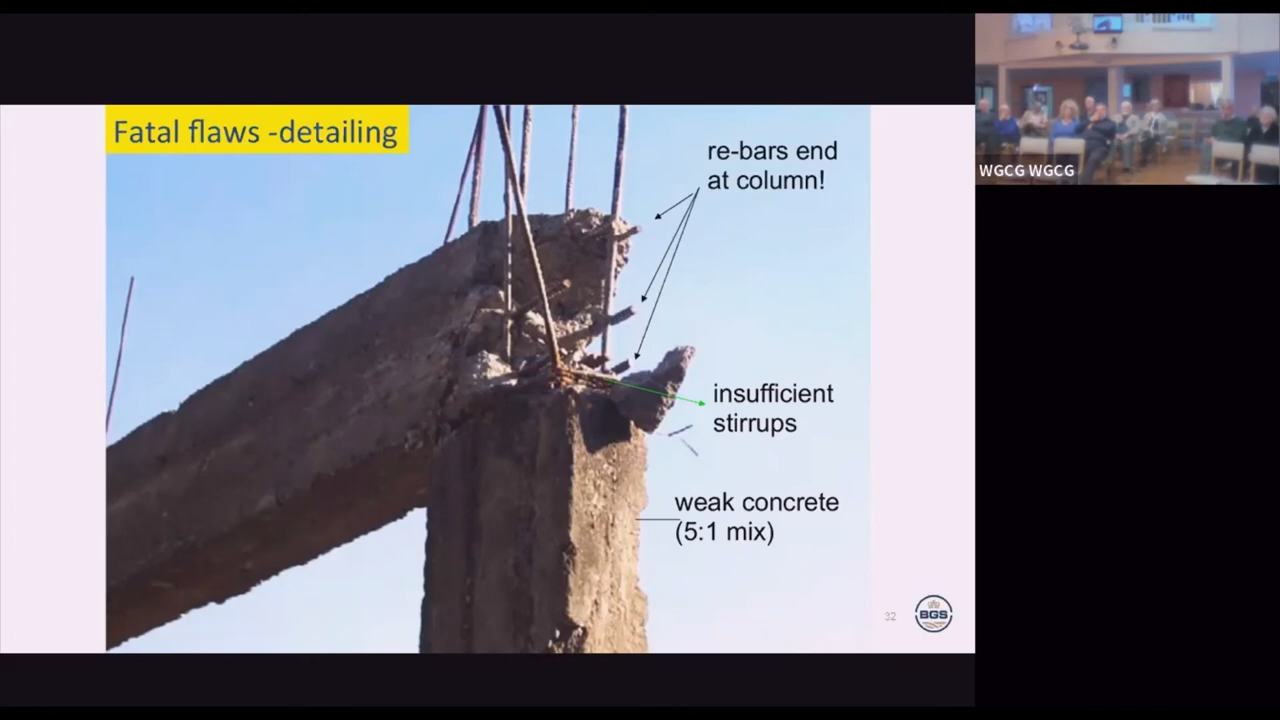 Fatal flaws -detailing
re-bars end
at column!
insufficient
stirrups
weak concrete
(5:1 mix)
32
BGS
WGCG WGCG